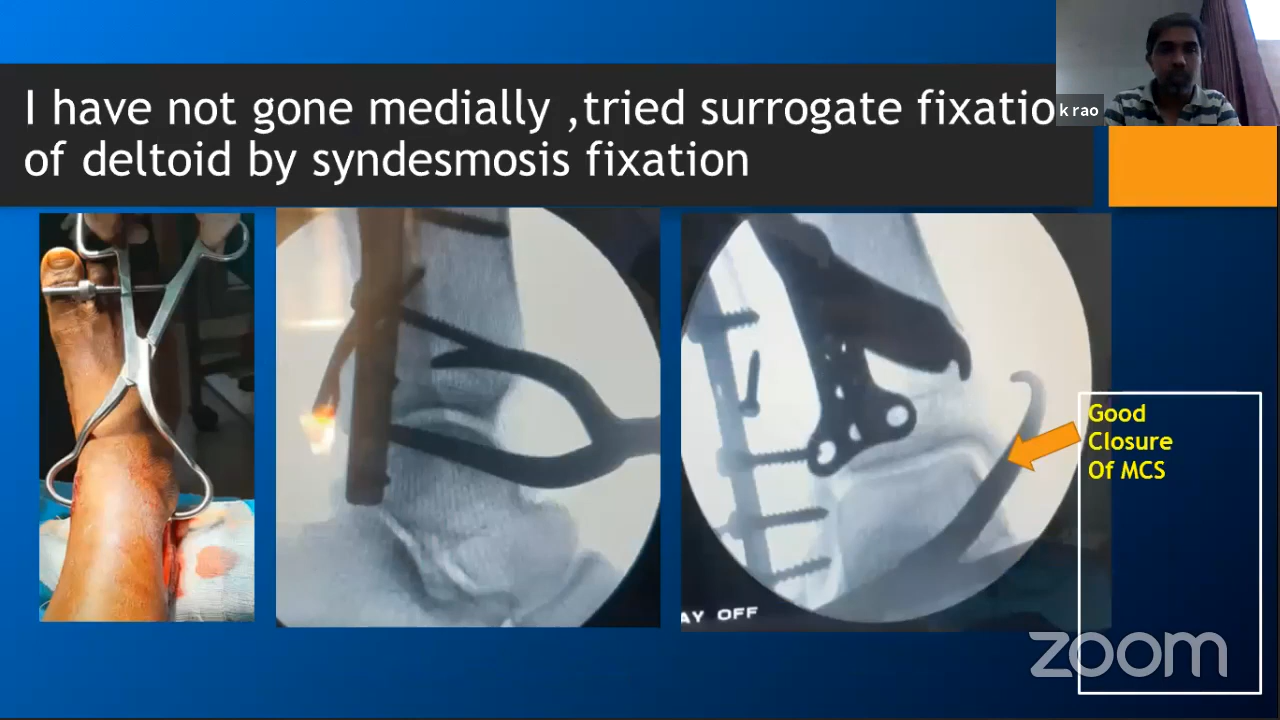 I have not gone medially ,tried surrogate fixatio
of deltoid by syndesmosis fixation
k rao
Good
Closure
Of MCS
AY OFF
zoom